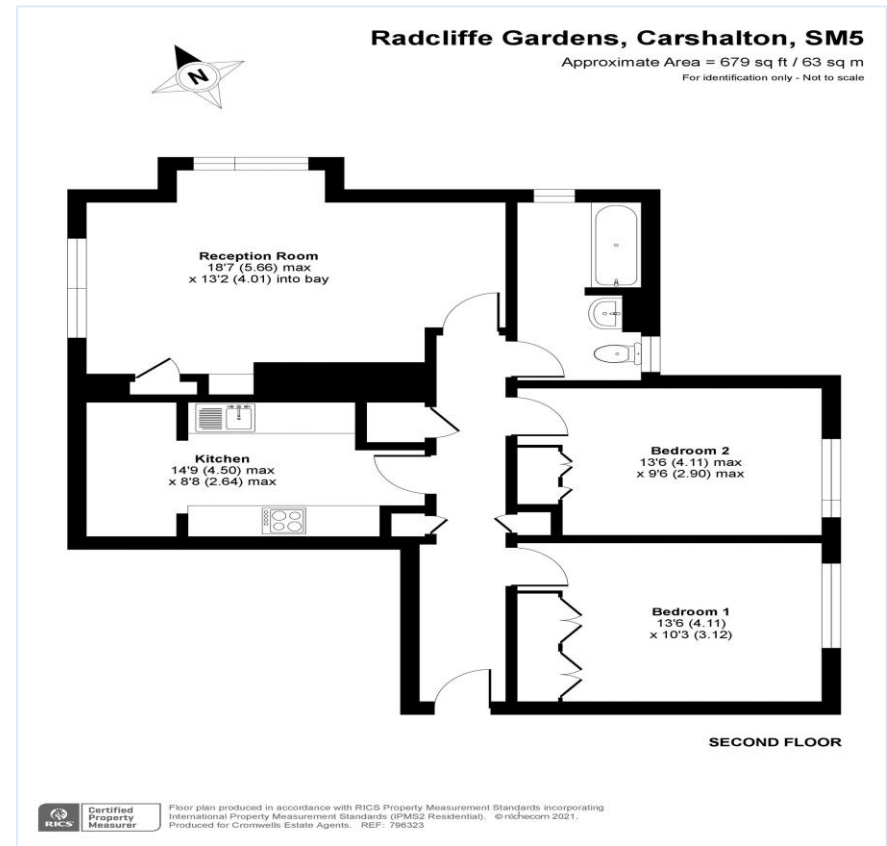 Radcliffe Gardens, Carshalton, SM5
Approximate Area = 679 sq ft / 63 sq m
For identification only - Not to scale
N
Reception Room
18'7 (5.66) max
x 13'2 (4.01) into bay
Kitchen
14'9 (4.50) max
x 8'8 (2.64) max
Bedroom 2
13'6 (4.11) max
x 9'6 (2.90) max
Bedroom 1
13'6 (4.11)
x 10'3 (3.12)
SECOND FLOOR
RICS
Certified
Property
Measurer
Floor plan produced in accordance with RICS Property Measurement Standards incorporating
International Property Measurement Standards (IPMS2 Residential). © nichecom 2021.
Produced for Cromwells Estate Agents. REF: 796323